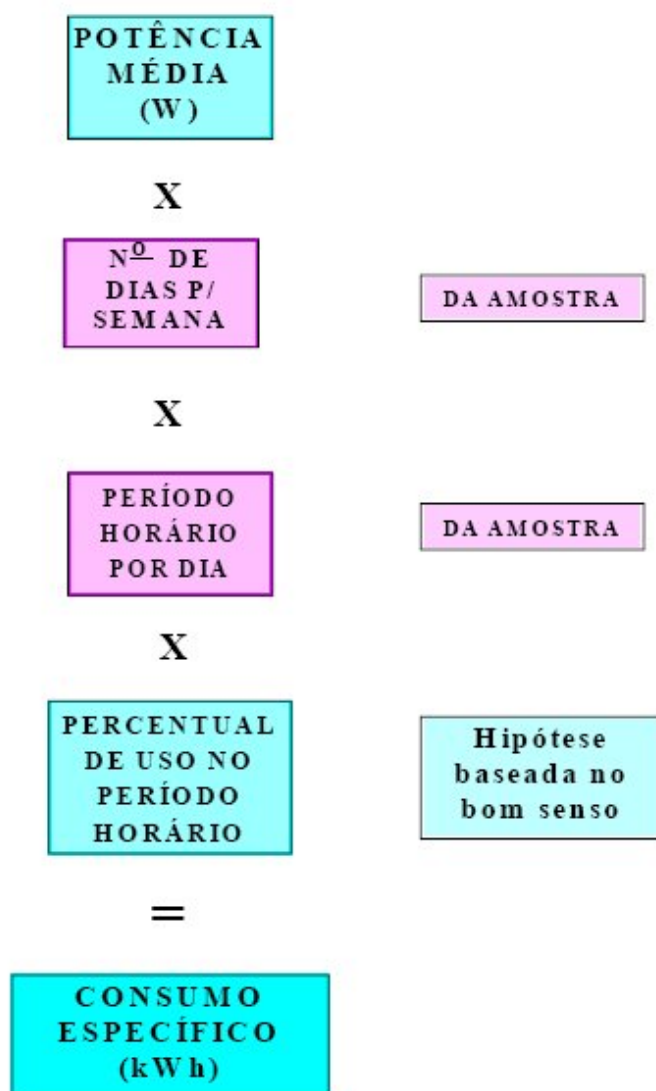 POTÊNCIA
MÉDIA
(W)
X
Nº DE
DIAS P/
SEMANA
DA AMOSTRA
X
PERÍODO
HORÁRIO
POR DIA
DA AMOSTRA
X
PERCENTUAL
DE USO NO
PERÍODO
HORÁRIO
Hipótese
baseada no
bom senso
=
CONSUMO
ESPECÍFICO
(kWh)